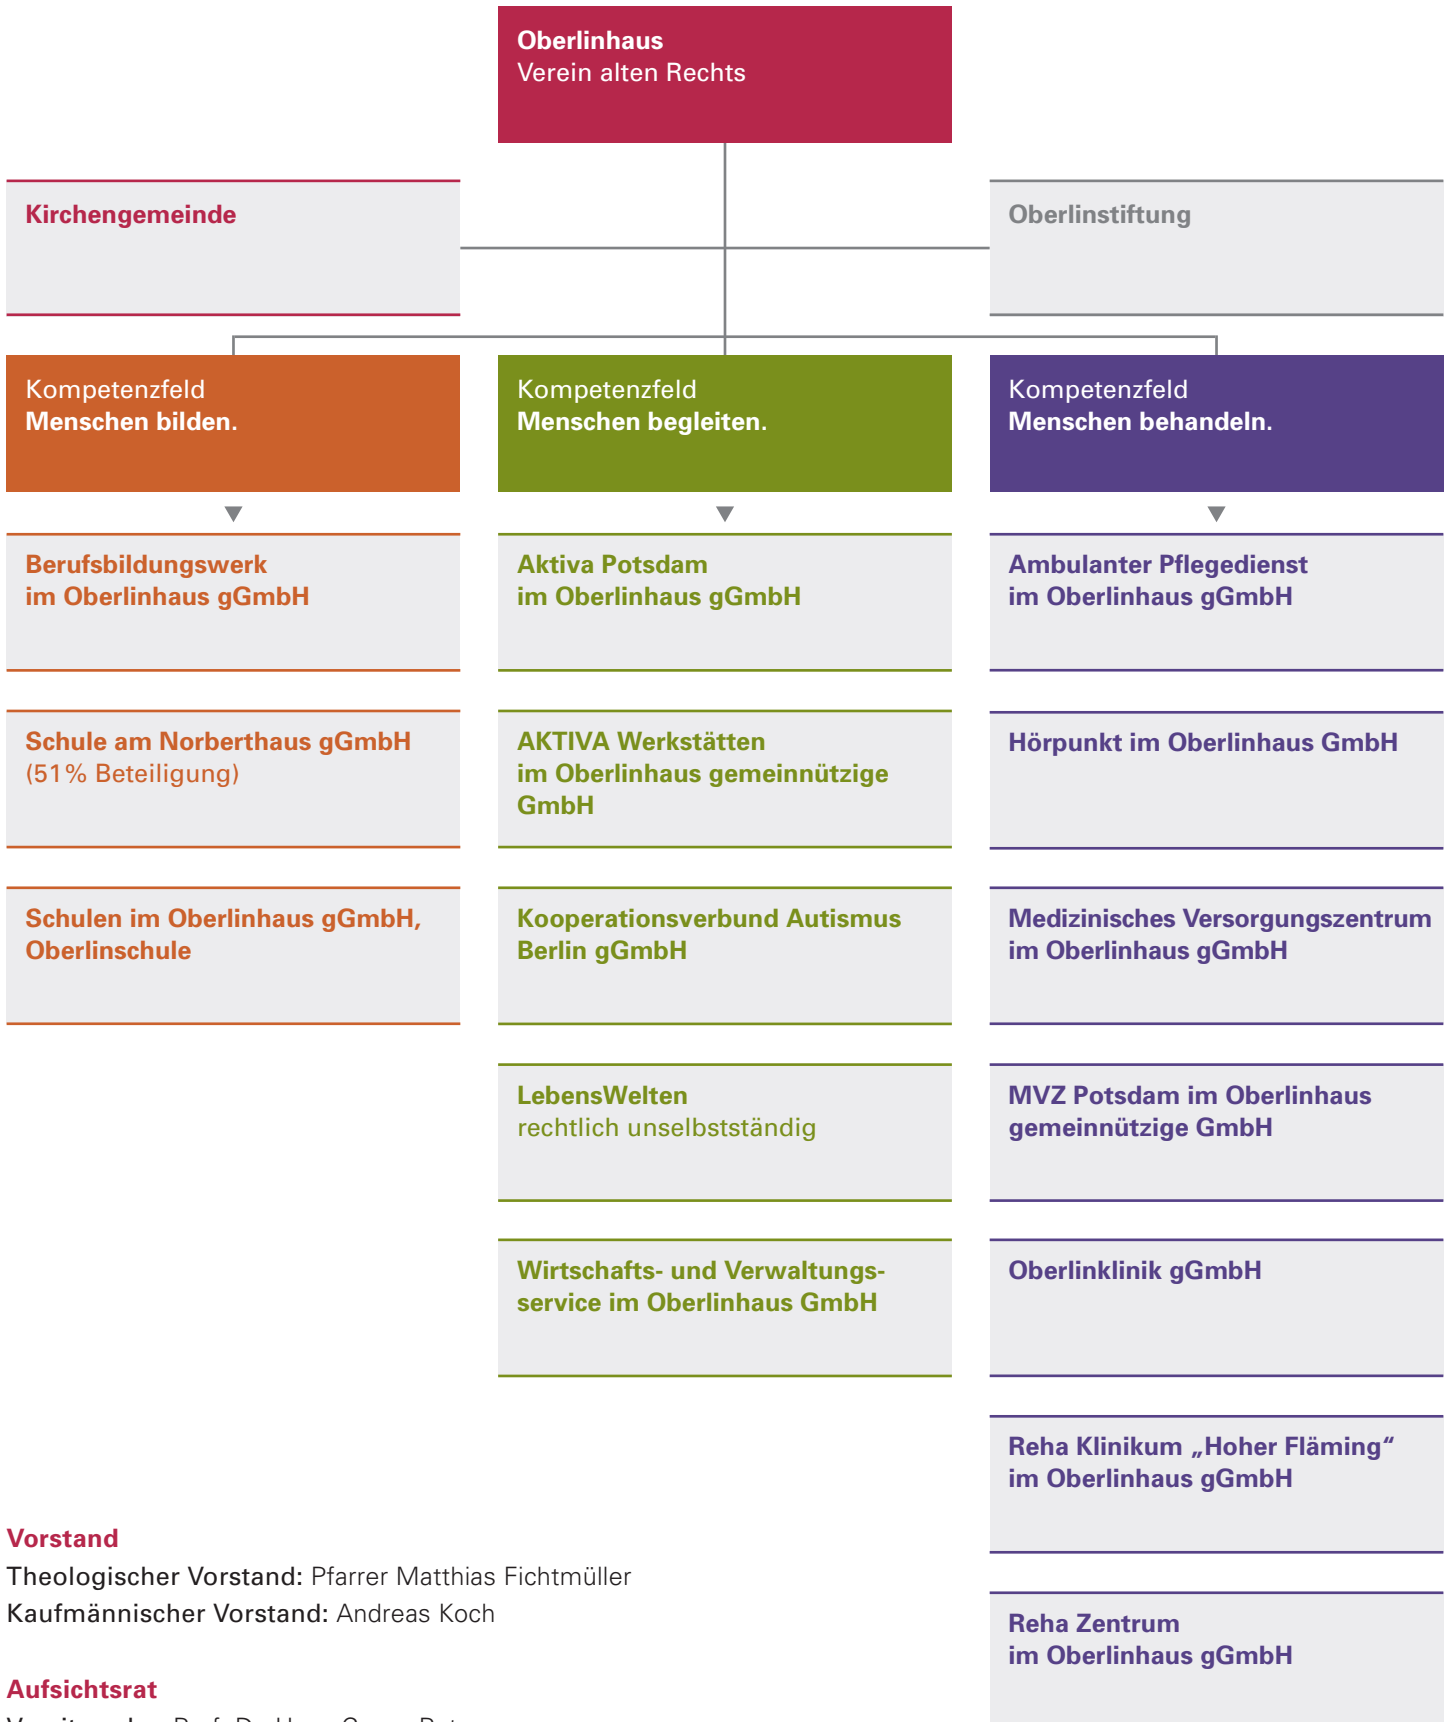 Oberlinhaus
Verein alten Rechts
Kirchengemeinde
Oberlinstiftung
Kompetenzfeld
Menschen bilden.
Kompetenzfeld
Menschen begleiten.
Kompetenzfeld
Menschen behandeln.
Berufsbildungswerk
im Oberlinhaus gGmbH
Schule am Norberthaus gGmbH
(51% Beteiligung)
Schulen im Oberlinhaus gGmbH,
Oberlinschule
Aktiva Potsdam
im Oberlinhaus gGmbH
AKTIVA Werkstätten
im Oberlinhaus gemeinnützige
GmbH
Kooperationsverbund Autismus
Berlin gGmbH
LebensWelten
rechtlich unselbstständig
Wirtschafts- und Verwaltungs-
service im Oberlinhaus GmbH
Ambulanter Pflegedienst
im Oberlinhaus gGmbH
Hörpunkt im Oberlinhaus GmbH
Medizinisches Versorgungszentrum
im Oberlinhaus gGmbH
MVZ Potsdam im Oberlinhaus
gemeinnützige GmbH
Oberlinklinik gGmbH
Reha Klinikum „Hoher Fläming“
im Oberlinhaus gGmbH
Reha Zentrum
im Oberlinhaus gGmbH
Vorstand
Theologischer Vorstand: Pfarrer Matthias Fichtmüller
Kaufmännischer Vorstand: Andreas Koch
Aufsichtsrat